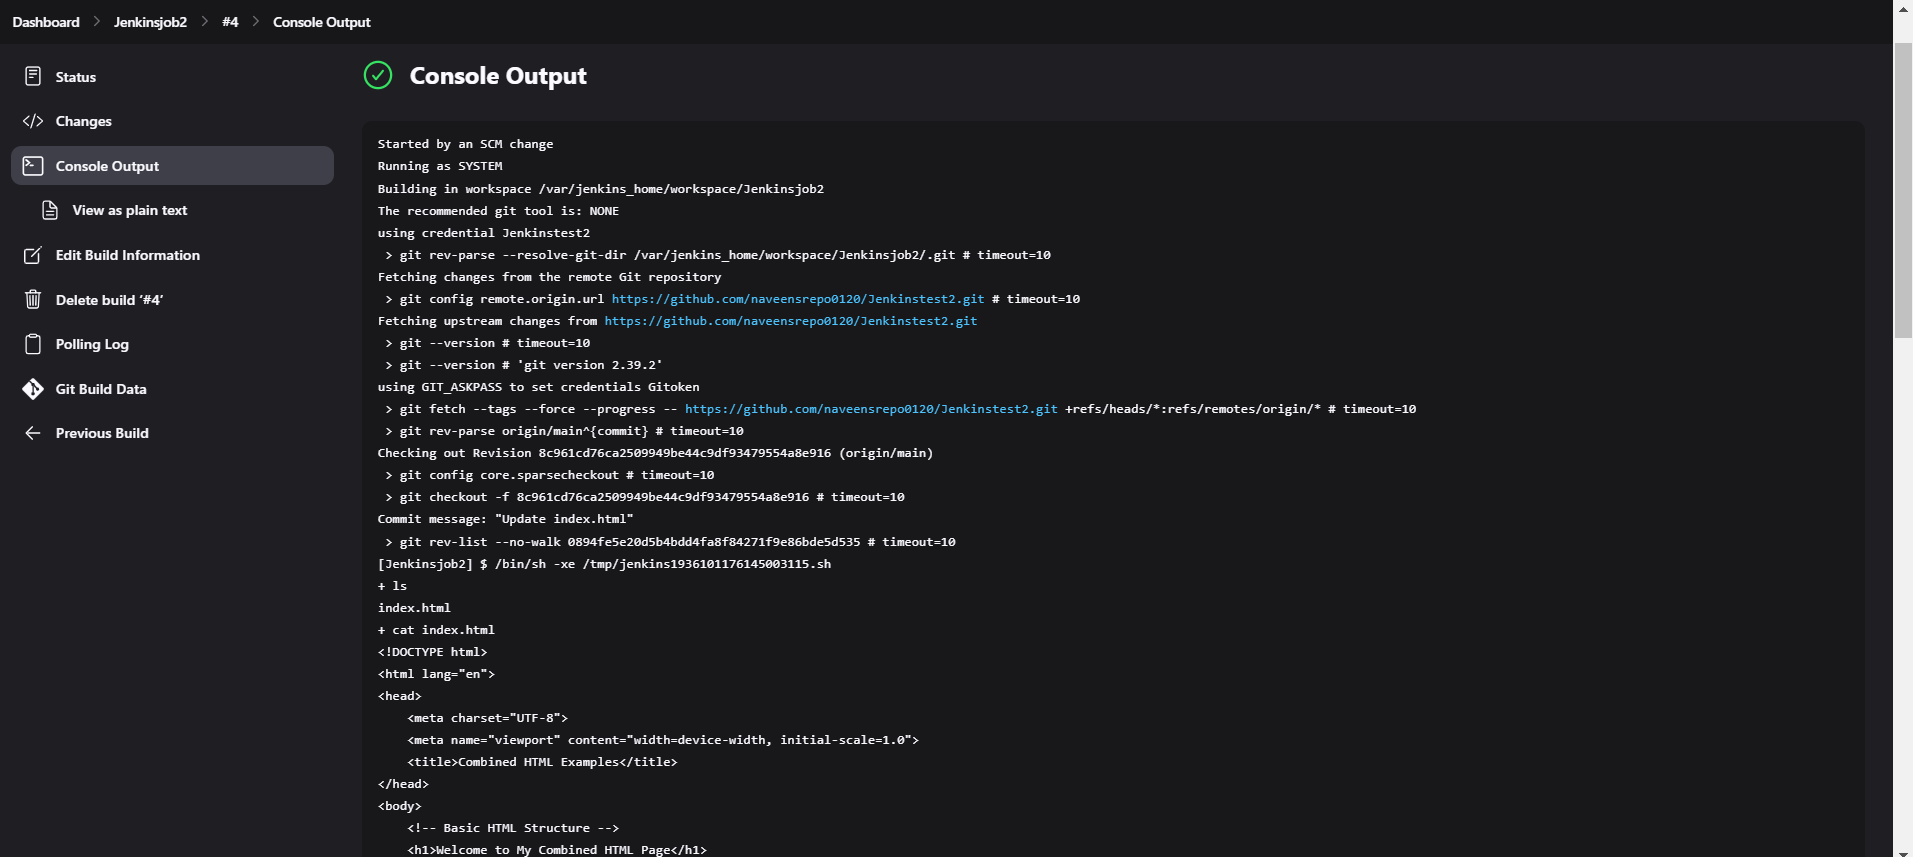 Dashboard > Jenkinsjob2 > #4 > Console Output
Status
Changes
Console Output
View as plain text
Edit Build Information
Delete build ‘#4’
Polling Log
Git Build Data
Previous Build
Console Output
Started by an SCM change
Running as SYSTEM
Building in workspace /var/jenkins_home/workspace/Jenkinsjob2
The recommended git tool is: NONE
using credential Jenkinstest2
 > git rev-parse --resolve-git-dir /var/jenkins_home/workspace/Jenkinsjob2/.git # timeout=10
Fetching changes from the remote Git repository
 > git config remote.origin.url https://github.com/naveensrepo0120/Jenkinstest2.git # timeout=10
Fetching upstream changes from https://github.com/naveensrepo0120/Jenkinstest2.git
 > git --version # timeout=10
 > git --version # 'git version 2.39.2'
using GIT_ASKPASS to set credentials Gitoken
 > git fetch --tags --force --progress -- https://github.com/naveensrepo0120/Jenkinstest2.git +refs/heads/*:refs/remotes/origin/* # timeout=10
 > git rev-parse origin/main^{commit} # timeout=10
Checking out Revision 8c961cd76ca2509949be44c9df93479554a8e916 (origin/main)
 > git config core.sparsecheckout # timeout=10
 > git checkout -f 8c961cd76ca2509949be44c9df93479554a8e916 # timeout=10
Commit message: "Update index.html"
 > git rev-list --no-walk 0894fe5e20d5b4bdd4fa8f84271f9e86bde5d535 # timeout=10
[Jenkinsjob2] $ /bin/sh -xe /tmp/jenkins1936101176145003115.sh
+ ls
index.html
+ cat index.html
<!DOCTYPE html>
<html lang="en">
<head>
    <meta charset="UTF-8">
    <meta name="viewport" content="width=device-width, initial-scale=1.0">
    <title>Combined HTML Examples</title>
</head>
<body>
    <!-- Basic HTML Structure -->
    <h1>Welcome to My Combined HTML Page</h1>